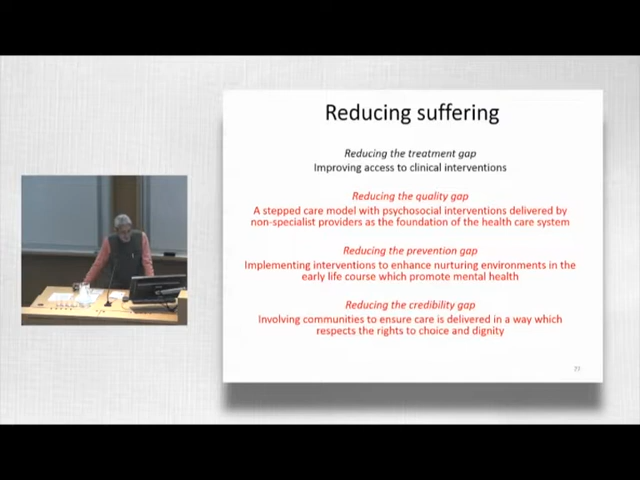 Reducing suffering
Reducing the treatment gap
Improving access to clinical interventions
Reducing the quality gap
A stepped care model with psychosocial interventions delivered by
non-specialist providers as the foundation of the health care system
Reducing the prevention gap
Implementing interventions to enhance nurturing environments in the
early life course which promote mental health
Reducing the credibility gap
Involving communities to ensure care is delivered in a way which
respects the rights to choice and dignity